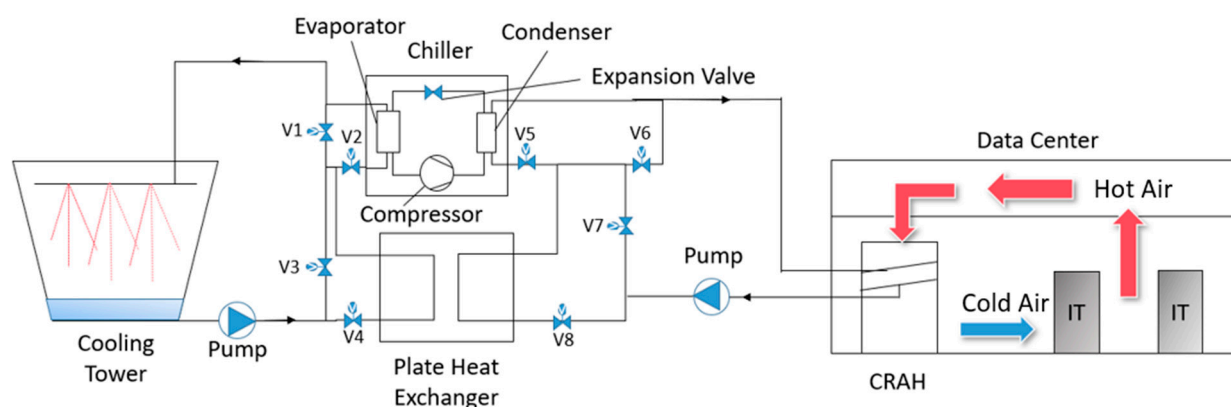 Evaporator
Chiller
Condenser
Expansion Valve
V1
V2
V5
V6
Compressor
Data Center
Hot Air
V7
V3
Pump
Cold Air
IT
IT
V4
V8
Pump
Cooling
Tower
Plate Heat
Exchanger
CRAH